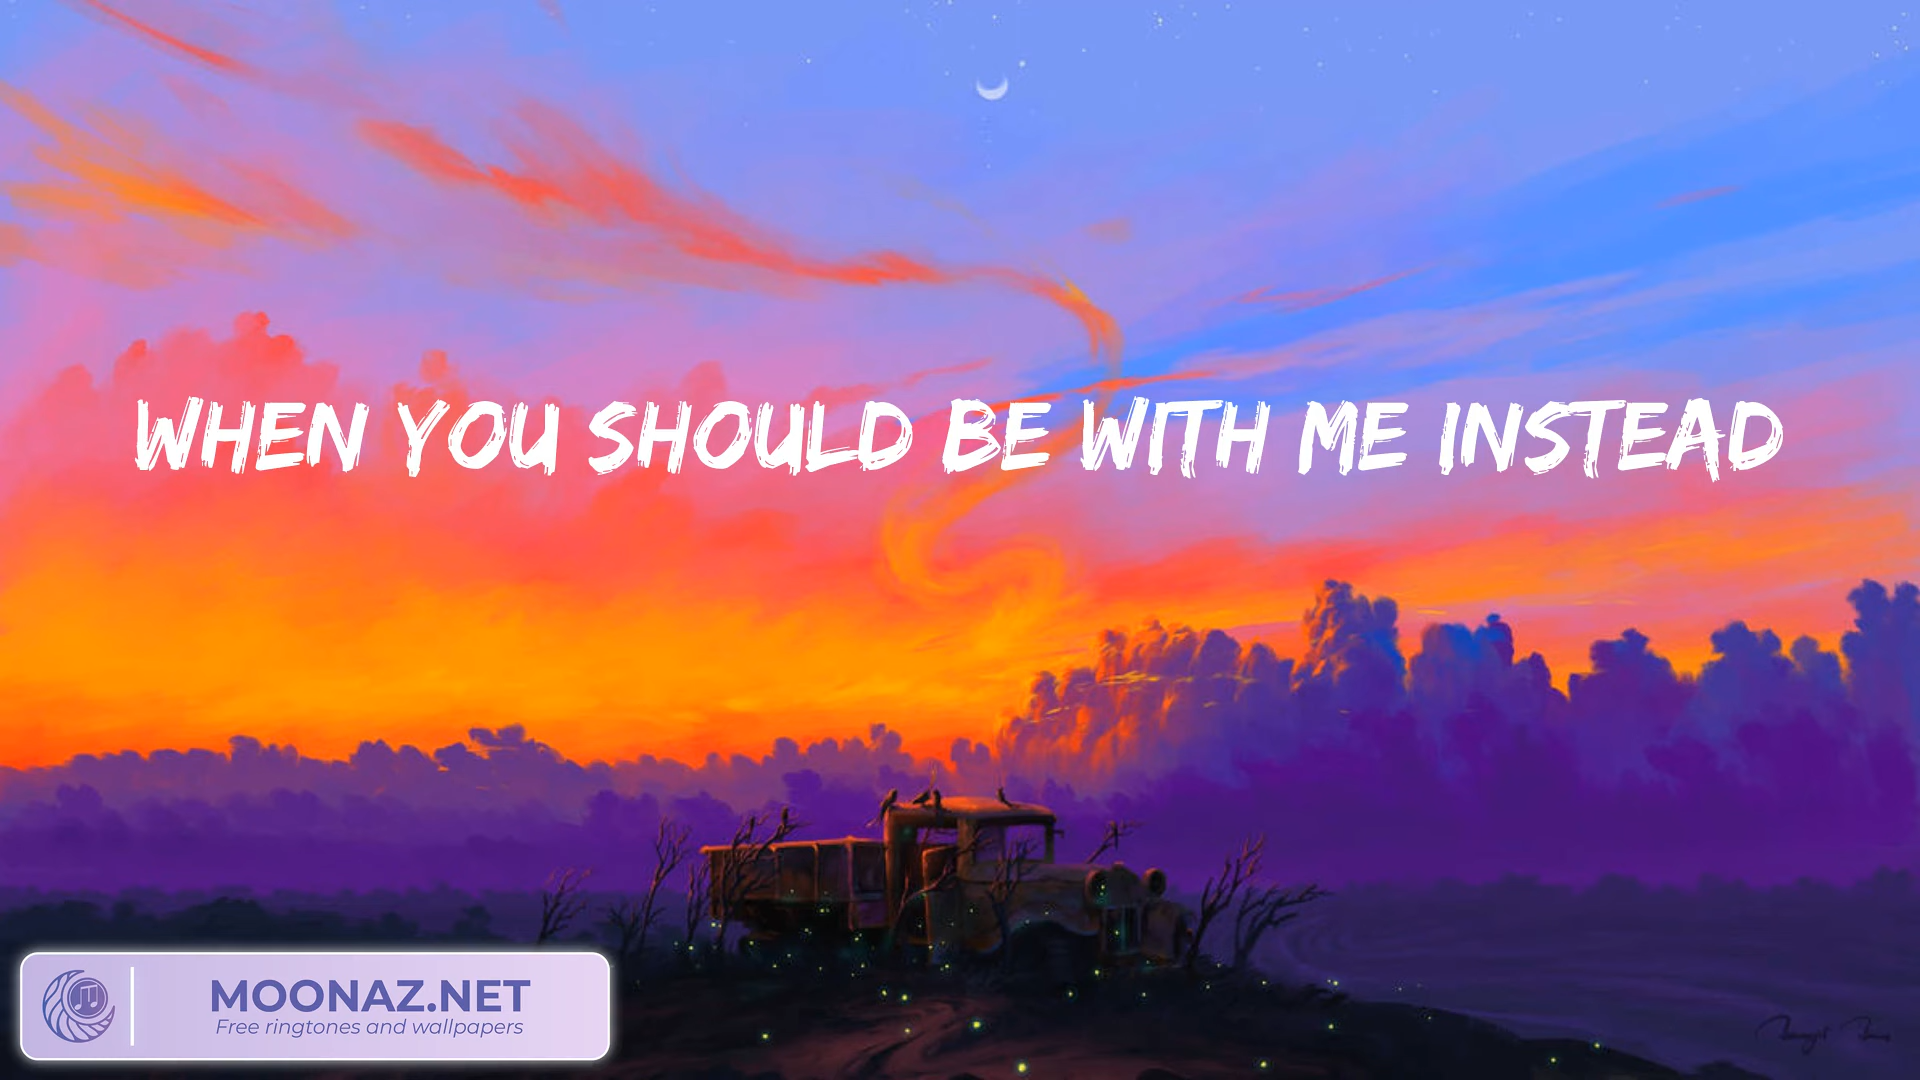 WHEN YOU SHOULD BE WITH ME INSTEAD
MOONAZ.NET
Free ringtones and wallpapers